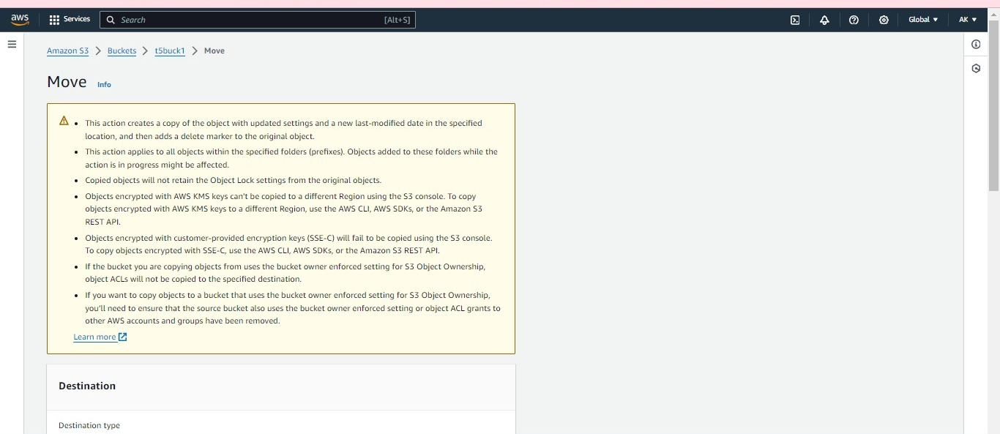 aws Services Search [Alt+S] Global AK
Amazon S3 > Buckets > t5buck1 > Move
Move Info
• This action creates a copy of the object with updated settings and a new last-modified date in the specified
location, and then adds a delete marker to the original object.
• This action applies to all objects within the specified folders (prefixes). Objects added to these folders while the
action is in progress might be affected.
• Copied objects will not retain the Object Lock settings from the original objects.
• Objects encrypted with AWS KMS keys can't be copied to a different Region using the S3 console. To copy
objects encrypted with AWS KMS keys to a different Region, use the AWS CLI, AWS SDKs, or the Amazon S3
REST API.
• Objects encrypted with customer-provided encryption keys (SSE-C) will fail to be copied using the S3 console.
To copy objects encrypted with SSE-C, use the AWS CLI, AWS SDKs, or the Amazon S3 REST API.
• If the bucket you are copying objects from uses the bucket owner enforced setting for S3 Object Ownership,
object ACLs will not be copied to the specified destination.
• If you want to copy objects to a bucket that uses the bucket owner enforced setting for S3 Object Ownership,
you'll need to ensure that the source bucket also uses the bucket owner enforced setting or object ACL grants to
other AWS accounts and groups have been removed.
Learn more
Destination
Destination type